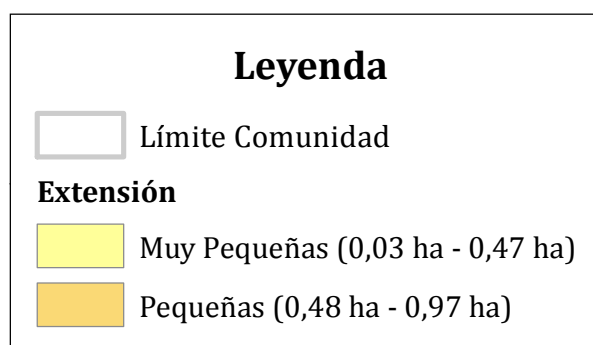 Leyenda
Límite Comunidad
Extensión
Muy Pequeñas (0,03 ha - 0,47 ha)
Pequeñas (0,48 ha - 0,97 ha)